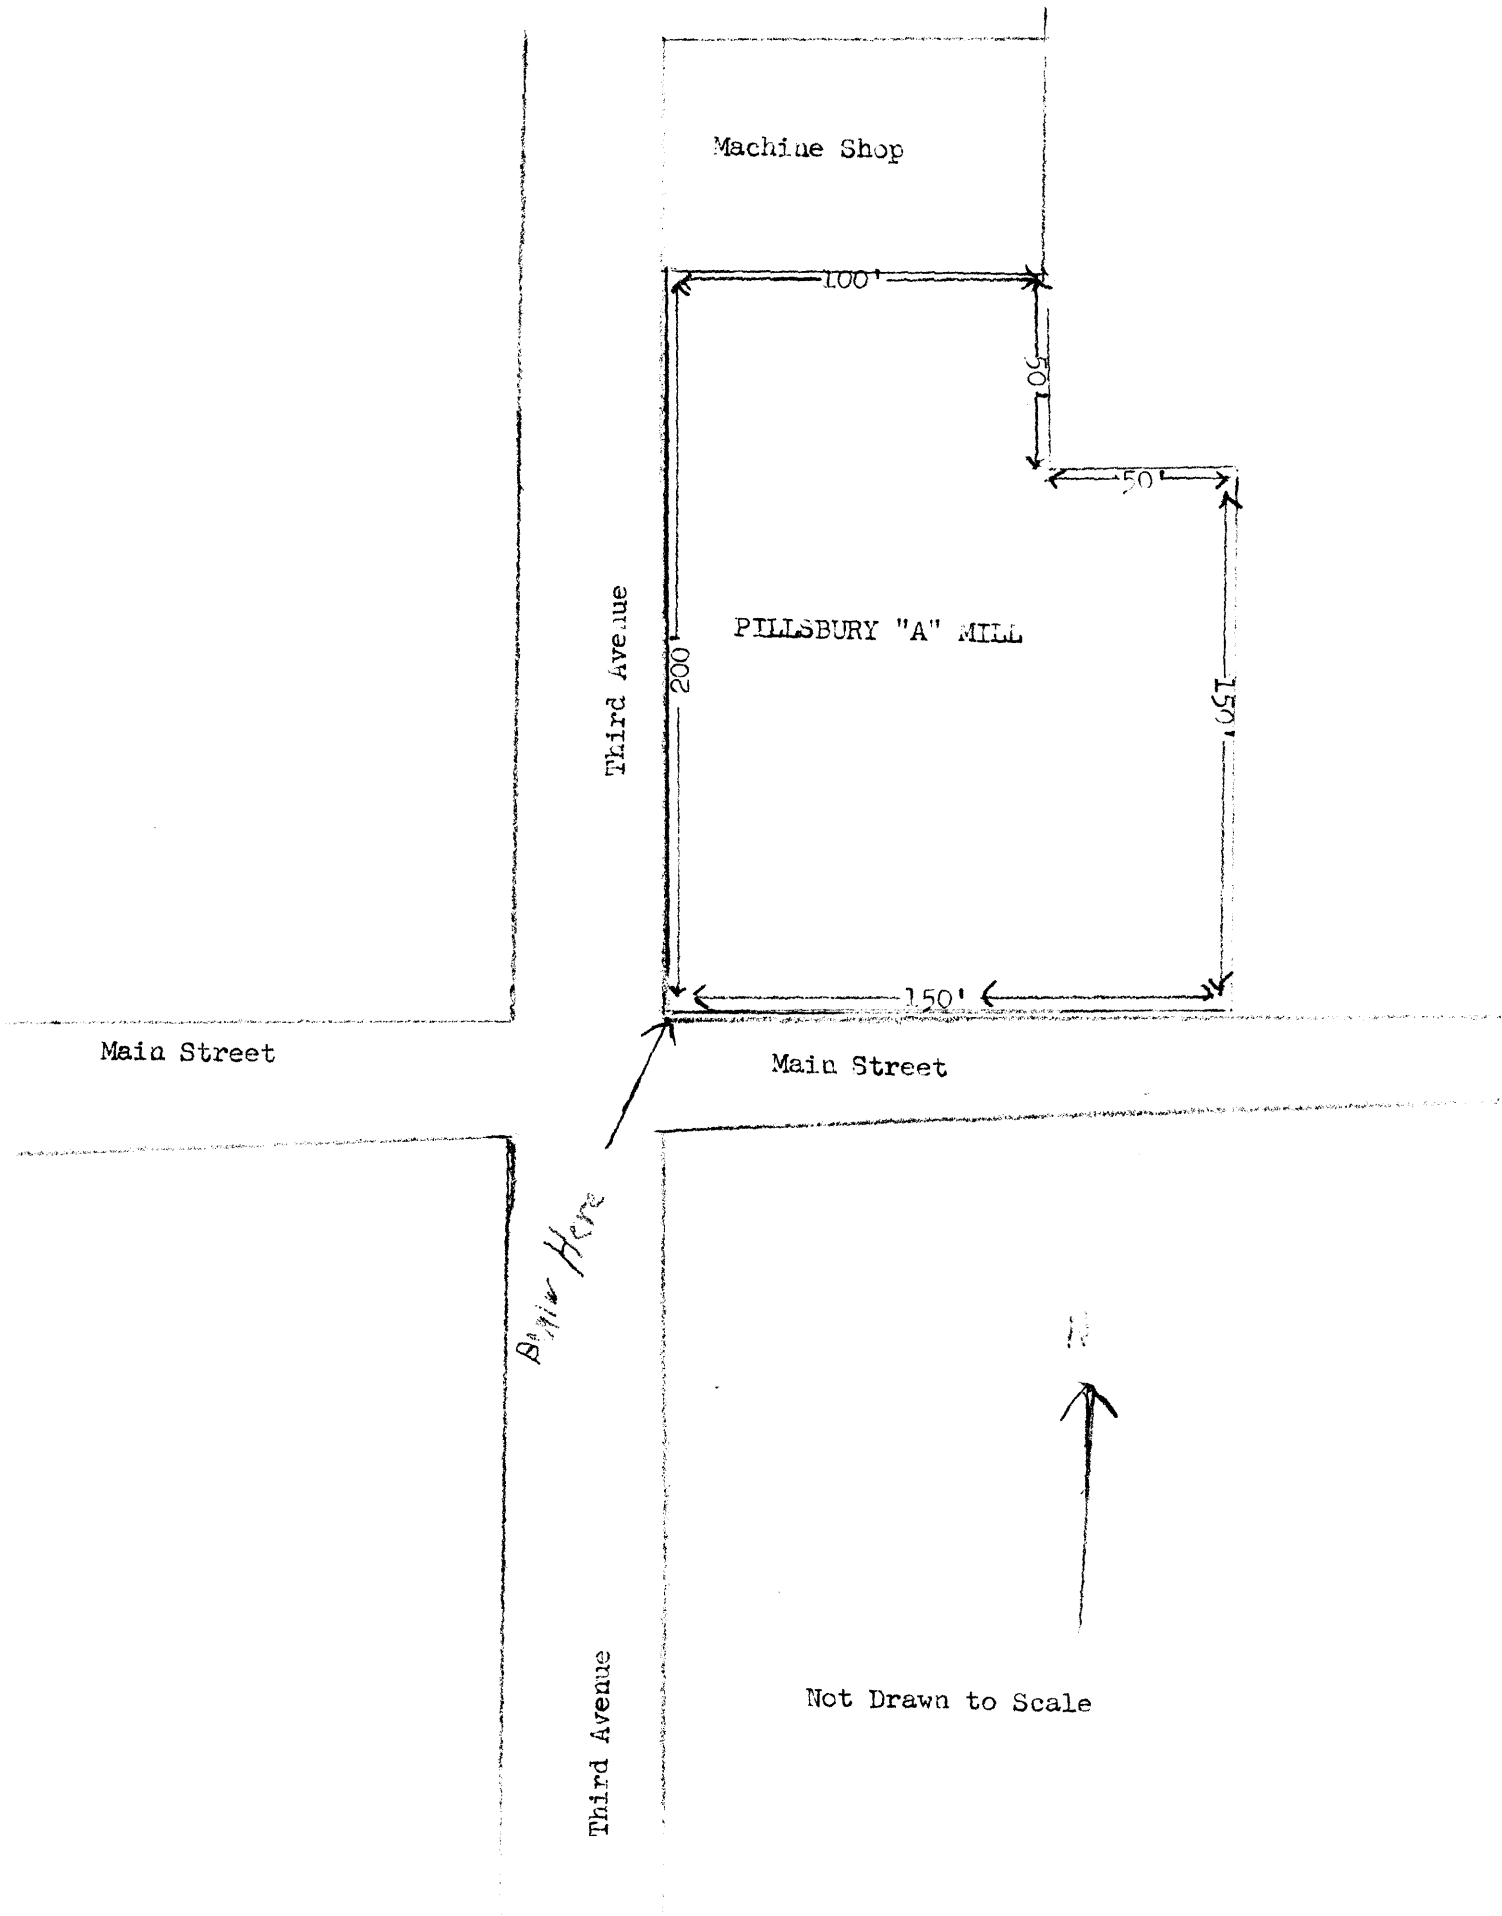 Machine Shop
100'
50'
50'
Third Avenue
200'
PILLSBURY "A" MILL
150'
150'
Main Street
Main Street
Begin Here
N
Not Drawn to Scale
Third Avenue